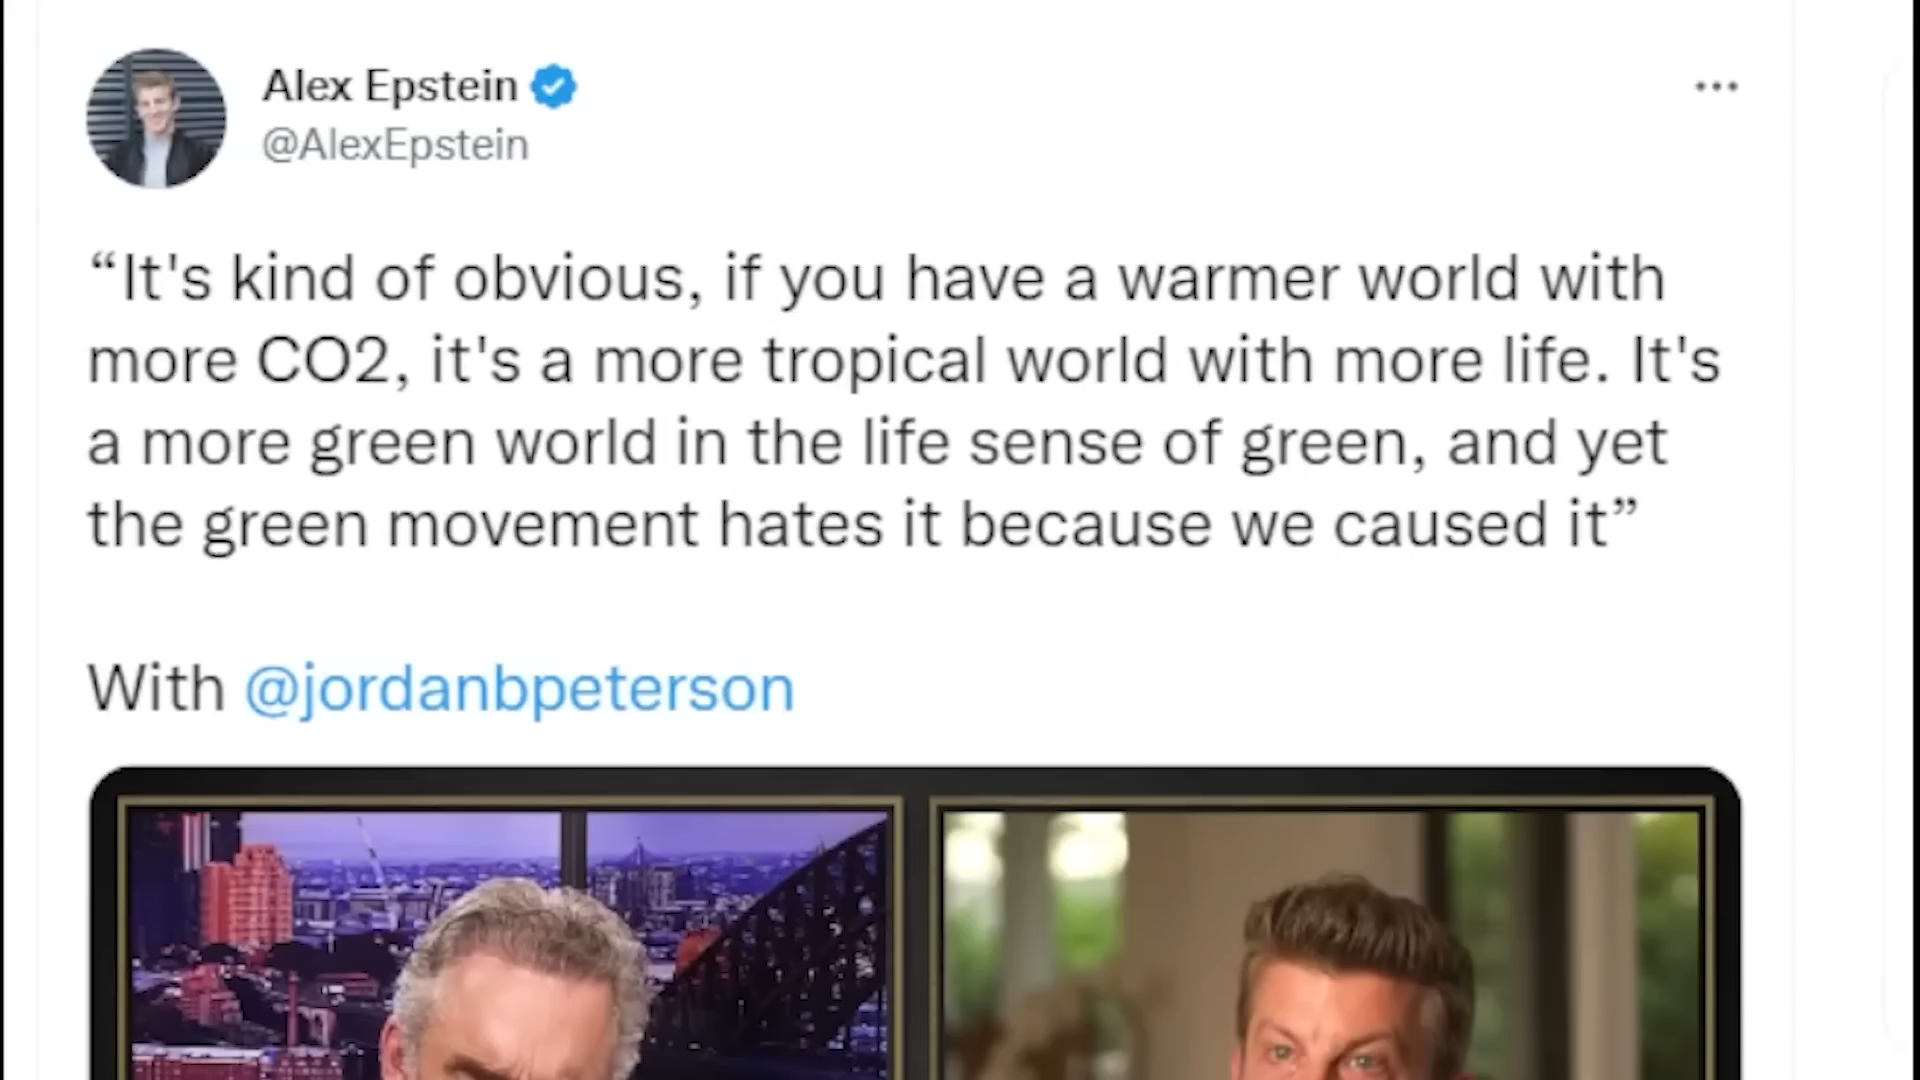 Alex Epstein
@AlexEpstein
“It's kind of obvious, if you have a warmer world with
more CO2, it's a more tropical world with more life. It's
a more green world in the life sense of green, and yet
the green movement hates it because we caused it”
With @jordanbpeterson